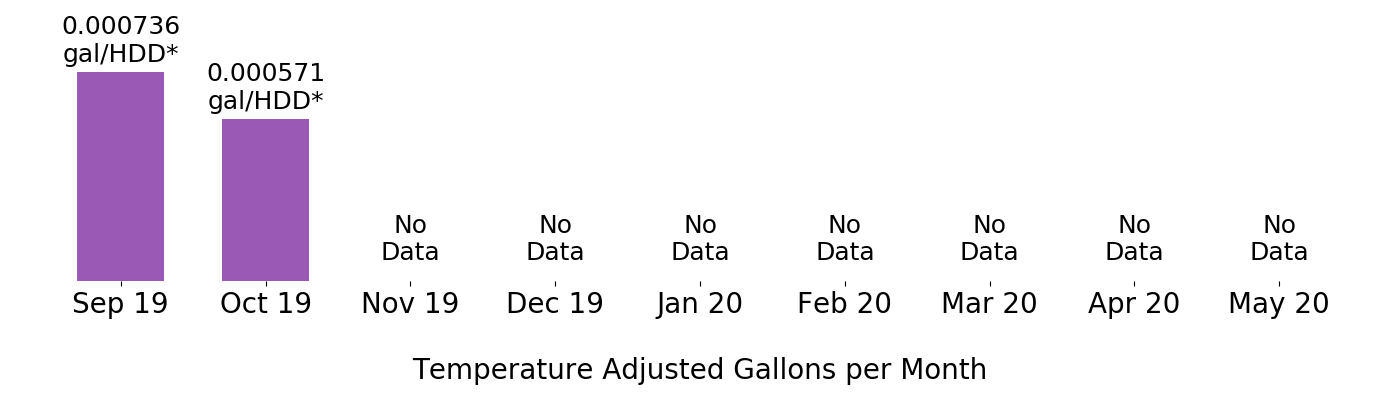 0.000736
gal/HDD*
0.000571
gal/HDD*
No
Data
No
Data
No
Data
No
Data
No
Data
No
Data
No
Data
Sep 19
Oct 19
Nov 19
Dec 19
Jan 20
Feb 20
Mar 20
Apr 20
May 20
Temperature Adjusted Gallons per Month